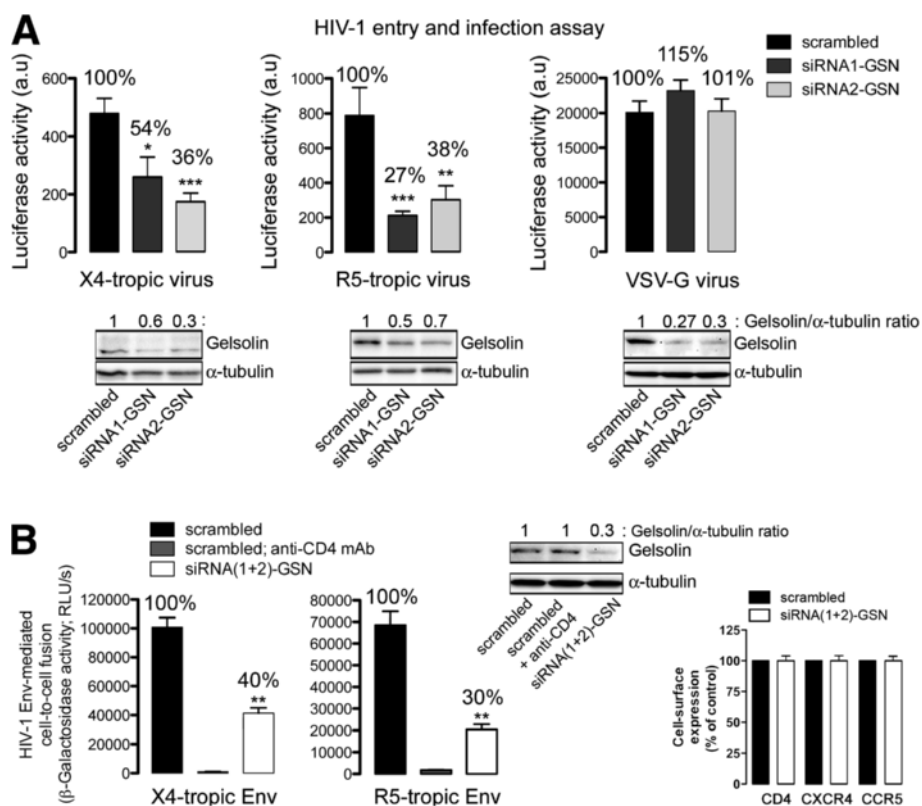 A
HIV-1 entry and infection assay
scrambled
siRNA1-GSN
siRNA2-GSN
Luciferase activity (a.u)
600
400
200
0
100%
54%
*
36%
***
X4-tropic virus
Luciferase activity (a.u)
1000
800
600
400
200
0
100%
27%
***
38%
**
R5-tropic virus
Luciferase activity (a.u)
25000
20000
15000
10000
5000
0
100%
115%
101%
VSV-G virus
1 0.6 0.3 :
Gelsolin
α-tubulin
scrambled
siRNA1-GSN
siRNA2-GSN
1 0.5 0.7
Gelsolin
α-tubulin
scrambled
siRNA1-GSN
siRNA2-GSN
1 0.27 0.3 : Gelsolin/α-tubulin ratio
Gelsolin
α-tubulin
scrambled
siRNA1-GSN
siRNA2-GSN
B
scrambled
scrambled; anti-CD4 mAb
siRNA(1+2)-GSN
HIV-1 Env-mediated
cell-to-cell fusion
(β-Galactosidase activity; RLU/s)
120000
100000
80000
60000
40000
20000
0
100%
40%
**
X4-tropic Env
80000
70000
60000
50000
40000
30000
20000
10000
0
100%
30%
**
R5-tropic Env
1 1 0.3 : Gelsolin/α-tubulin ratio
Gelsolin
α-tubulin
scrambled
scrambled
+ anti-CD4
siRNA(1+2)-GSN
scrambled
siRNA(1+2)-GSN
Cell-surface
expression
(% of control)
125
100
75
50
25
0
CD4 CXCR4 CCR5